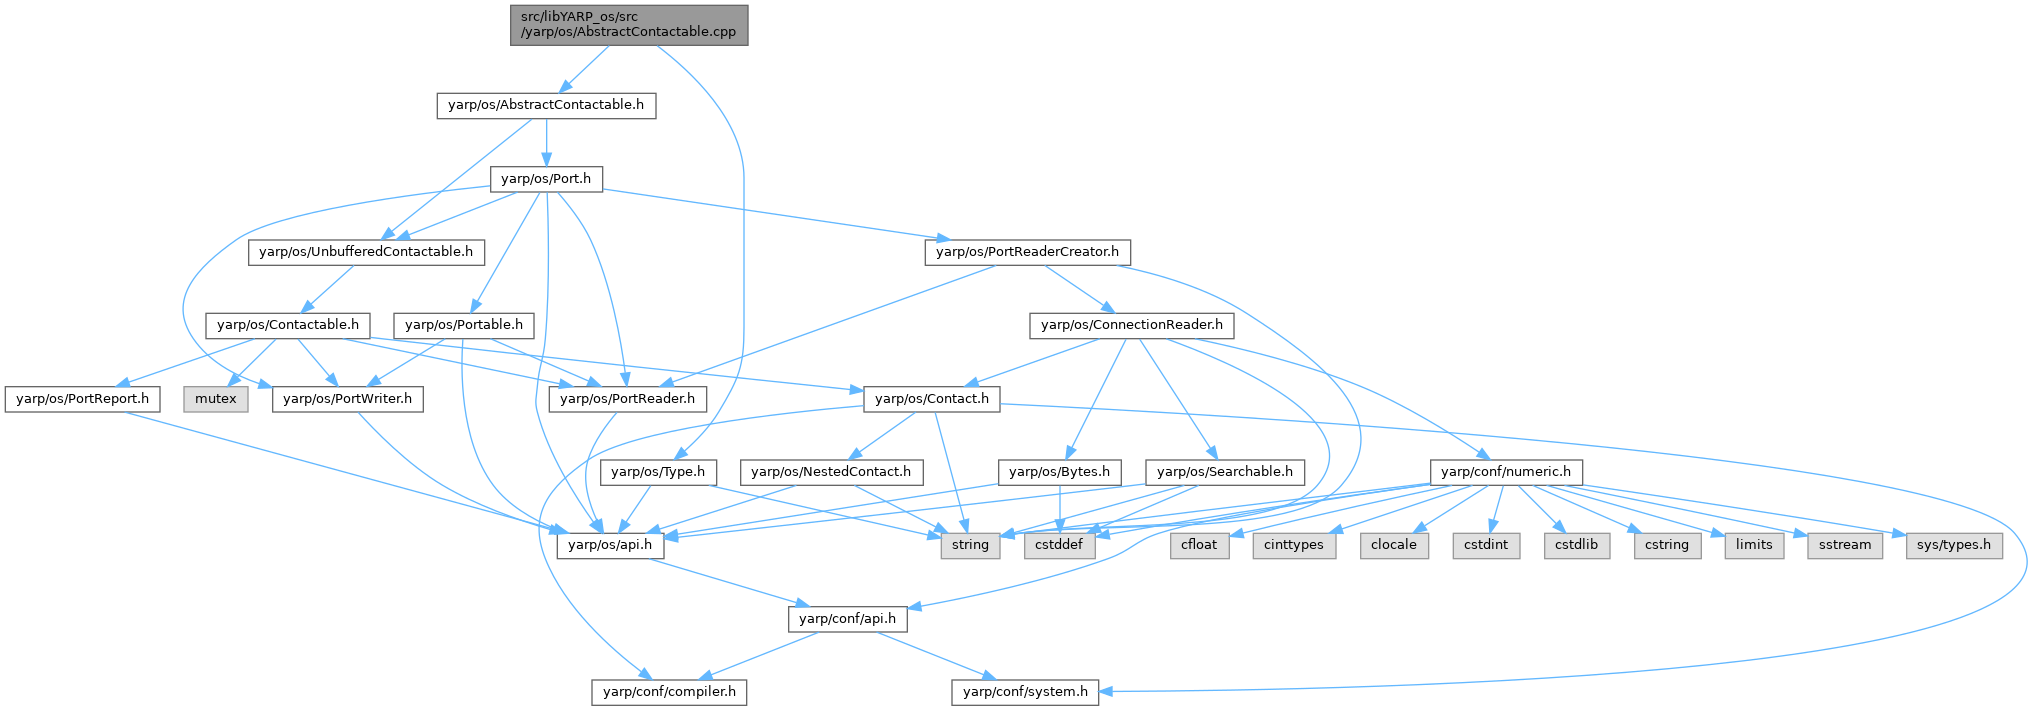 src/libYARP_os/src
/yarp/os/AbstractContactable.cpp
yarp/os/AbstractContactable.h
yarp/os/Port.h
yarp/os/UnbufferedContactable.h
yarp/os/PortReaderCreator.h
yarp/os/Contactable.h
yarp/os/Portable.h
yarp/os/ConnectionReader.h
yarp/os/PortReport.h
mutex
yarp/os/PortWriter.h
yarp/os/PortReader.h
yarp/os/Contact.h
yarp/os/Type.h
yarp/os/NestedContact.h
yarp/os/Bytes.h
yarp/os/Searchable.h
yarp/conf/numeric.h
yarp/os/api.h
string
cstddef
cfloat
cinttypes
clocale
cstdint
cstdlib
cstring
limits
sstream
sys/types.h
yarp/conf/api.h
yarp/conf/compiler.h
yarp/conf/system.h